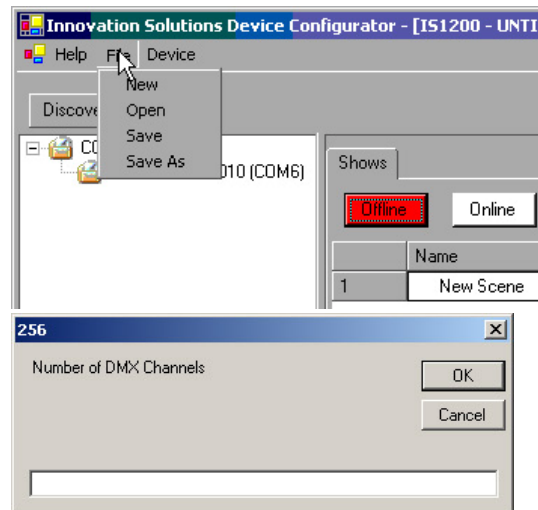 Innovation Solutions Device Configurator - [IS1200 - UNTI
Help File Device
New
Discove
Open
Save
Save As
CO
010 (COM6)
Shows
Offline Online
Name
1 New Scene
256
Number of DMX Channels
OK
Cancel